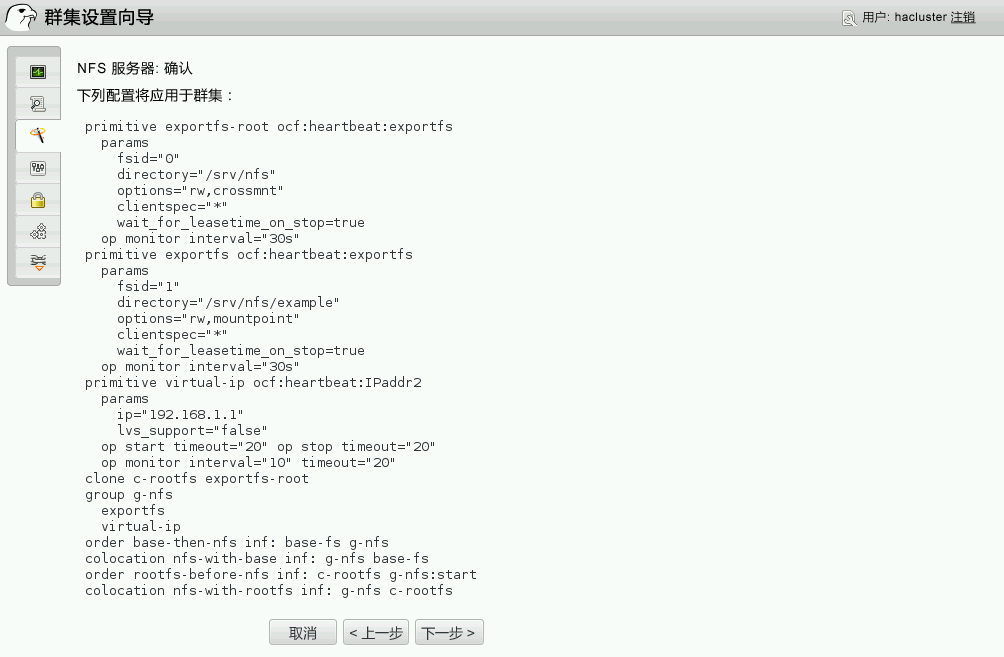 群集设置向导
用户: hacluster 注销
NFS 服务器: 确认
下列配置将应用于群集：
primitive exportfs-root ocf:heartbeat:exportfs
params
fsid="0"
directory="/srv/nfs"
options="rw,crossmnt"
clientspec="*"
wait_for_leasetime_on_stop=true
op monitor interval="30s"
primitive exportfs ocf:heartbeat:exportfs
params
fsid="1"
directory="/srv/nfs/example"
options="rw,mountpoint"
clientspec="*"
wait_for_leasetime_on_stop=true
op monitor interval="30s"
primitive virtual-ip ocf:heartbeat:IPaddr2
params
ip="192.168.1.1"
lvs_support="false"
op start timeout="20" op stop timeout="20"
op monitor interval="10" timeout="20"
clone c-rootfs exportfs-root
group g-nfs
exportfs
virtual-ip
order base-then-nfs inf: base-fs g-nfs
colocation nfs-with-base inf: g-nfs base-fs
order rootfs-before-nfs inf: c-rootfs g-nfs:start
colocation nfs-with-rootfs inf: g-nfs c-rootfs
取消 < 上一步 下一步 >